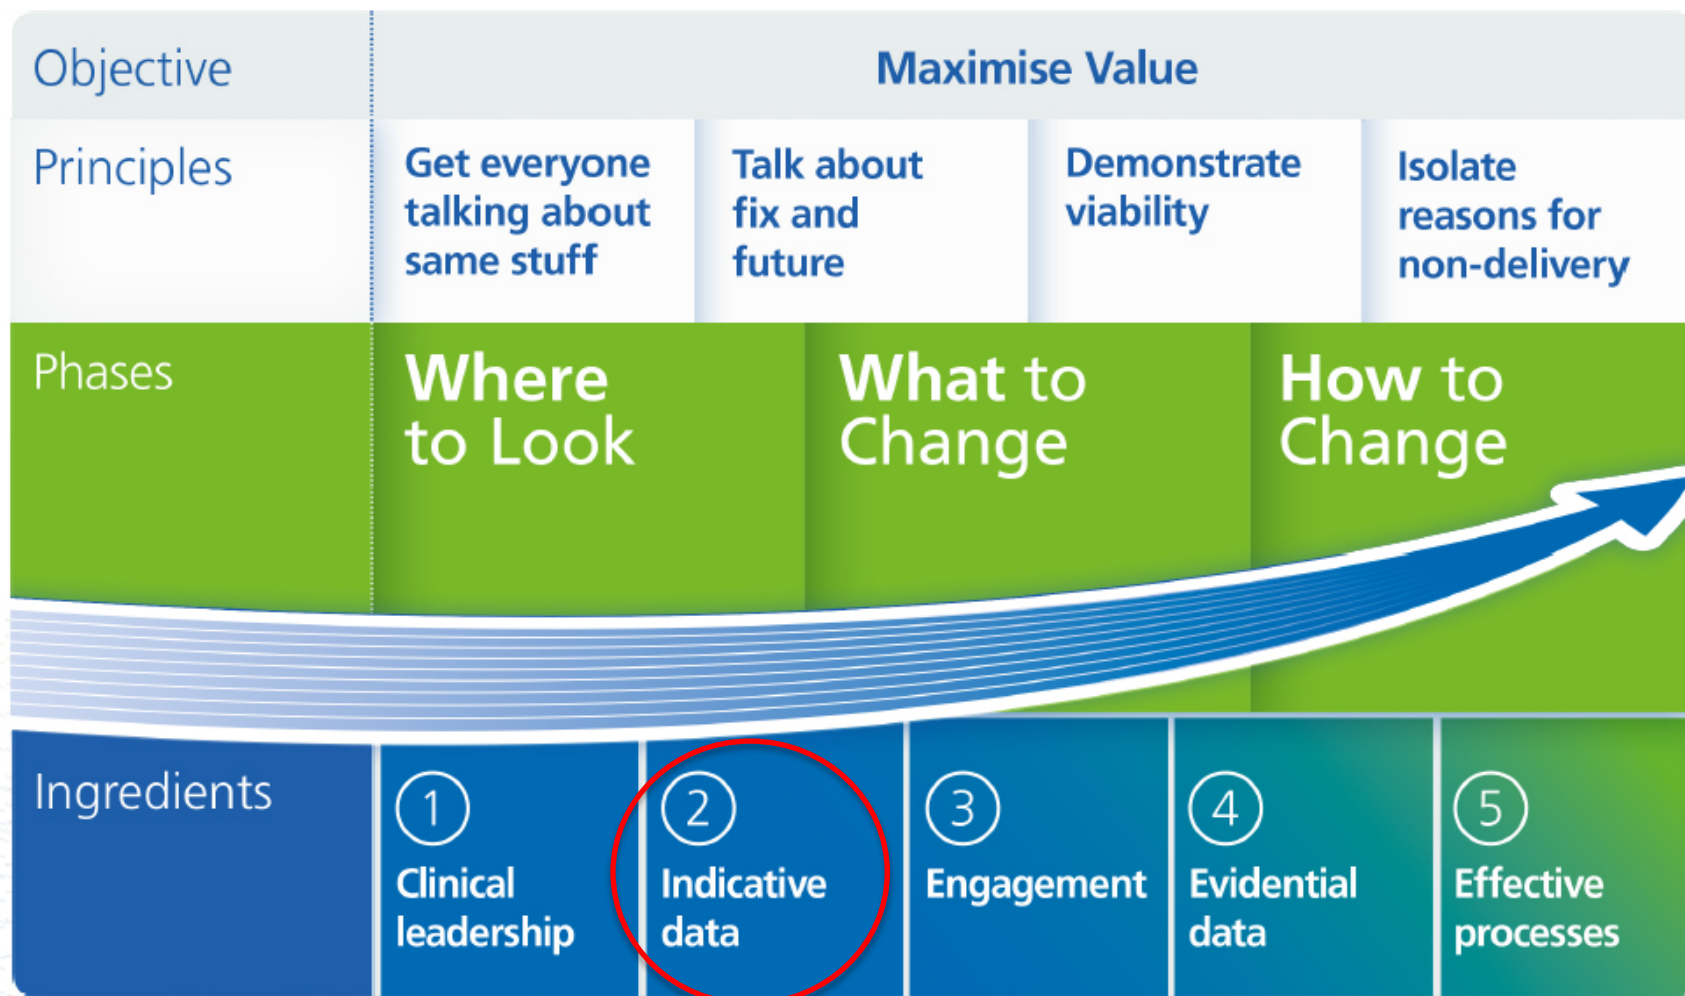 Objective
Maximise Value
Principles
Get everyone
talking about
same stuff
Talk about
fix and
future
Demonstrate
viability
Isolate
reasons for
non-delivery
Phases
Where
to Look
What to
Change
How to
Change
Ingredients
1
Clinical
leadership
2
Indicative
data
3
Engagement
4
Evidential
data
5
Effective
processes